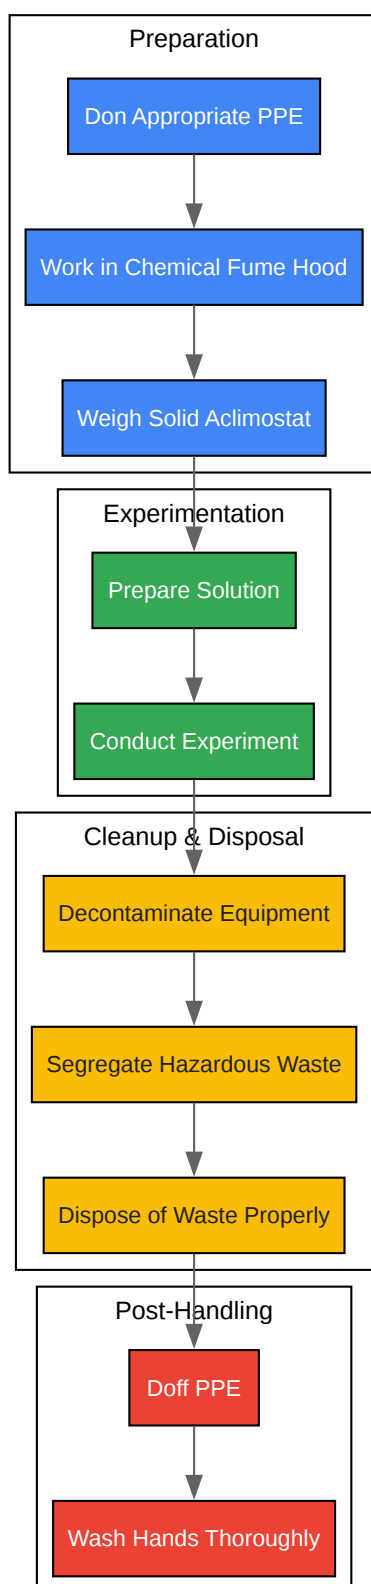 Preparation
Don Appropriate PPE
Work in Chemical Fume Hood
Weigh Solid Aclimostat
Experimentation
Prepare Solution
Conduct Experiment
Cleanup & Disposal
Decontaminate Equipment
Segregate Hazardous Waste
Dispose of Waste Properly
Post-Handling
Doff PPE
Wash Hands Thoroughly